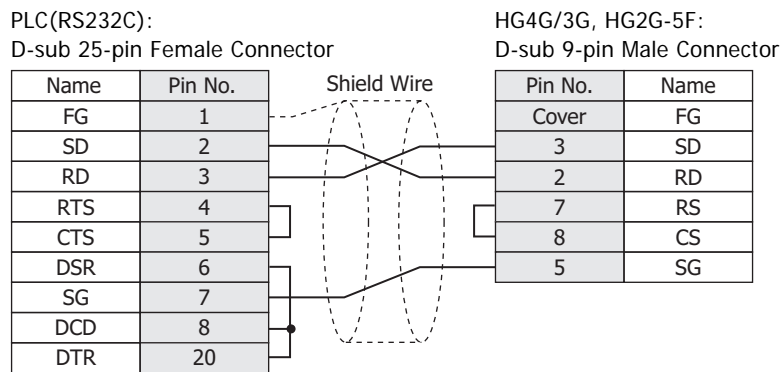 PLC(RS232C):
D-sub 25-pin Female Connector
Name Pin No.
FG 1
SD 2
RD 3
RTS 4
CTS 5
DSR 6
SG 7
DCD 8
DTR 20
Shield Wire
HG4G/3G, HG2G-5F:
D-sub 9-pin Male Connector
Pin No. Name
Cover FG
3 SD
2 RD
7 RS
8 CS
5 SG